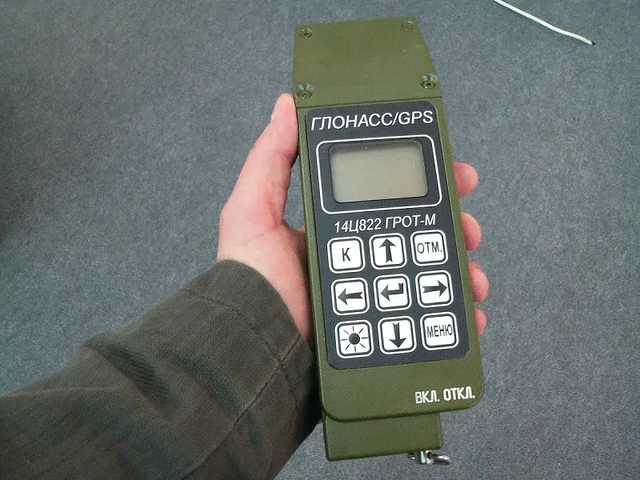 ГЛОНАСС/GPS
14Ц822 ГРОТ-М
К
ОТМ.
МЕНЮ
ВКЛ. ОТКЛ.